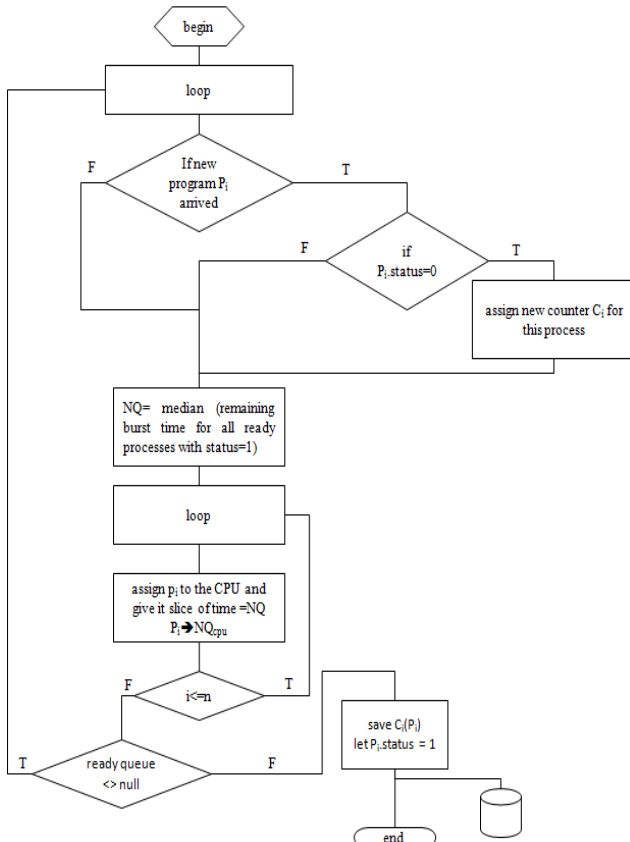 begin
loop
F
If new
program Pi
arrived
T
F
if
Pi.status=0
T
assign new counter Ci for
this process
NQ= median (remaining
burst time for all ready
processes with status=1)
loop
assign pi to the CPU and
give it slice of time =NQ
Pi➔NQcpu
F
i<=n
T
save Ci(Pi)
let Pi.status = 1
T
ready queue
<> null
F
end